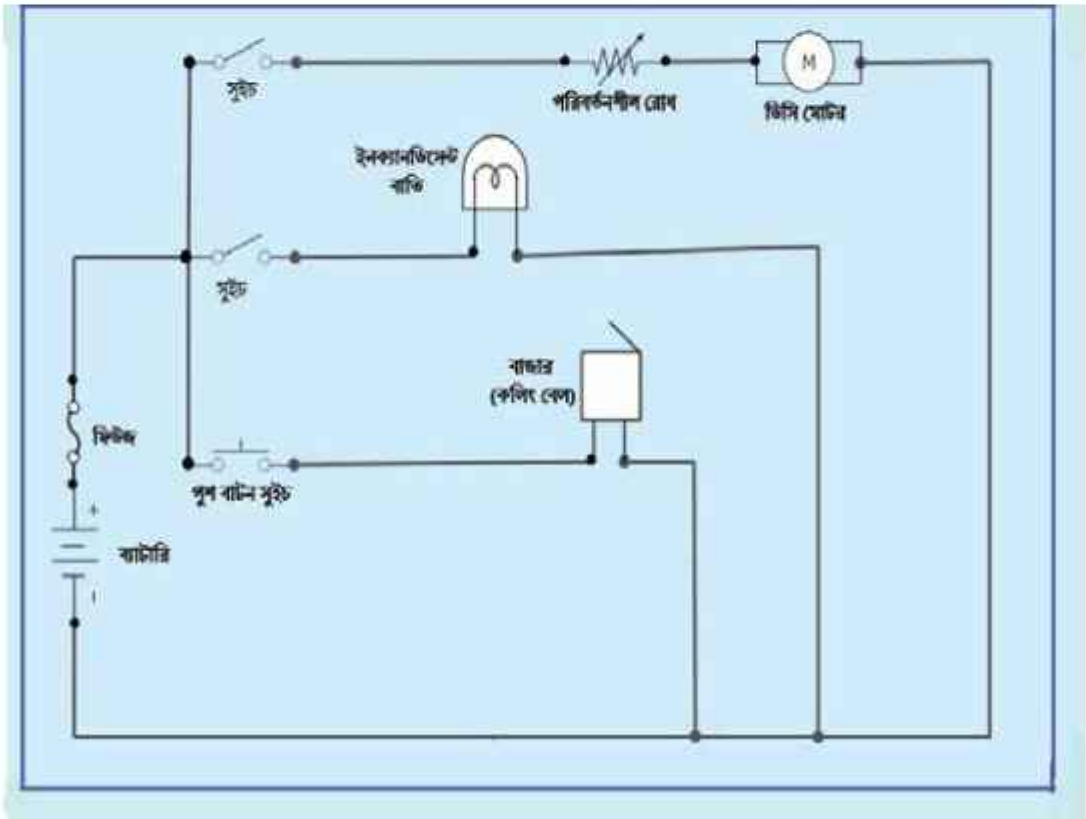 সুইচ
পরিবর্তনশীল রোধ
M
ডিসি মোটর
ইনক্যানডিসেন্ট
বাতি
সুইচ
বাজার
(কলিং বেল)
ফিউজ
পুশ বাটন সুইচ
+
ব্যাটারি